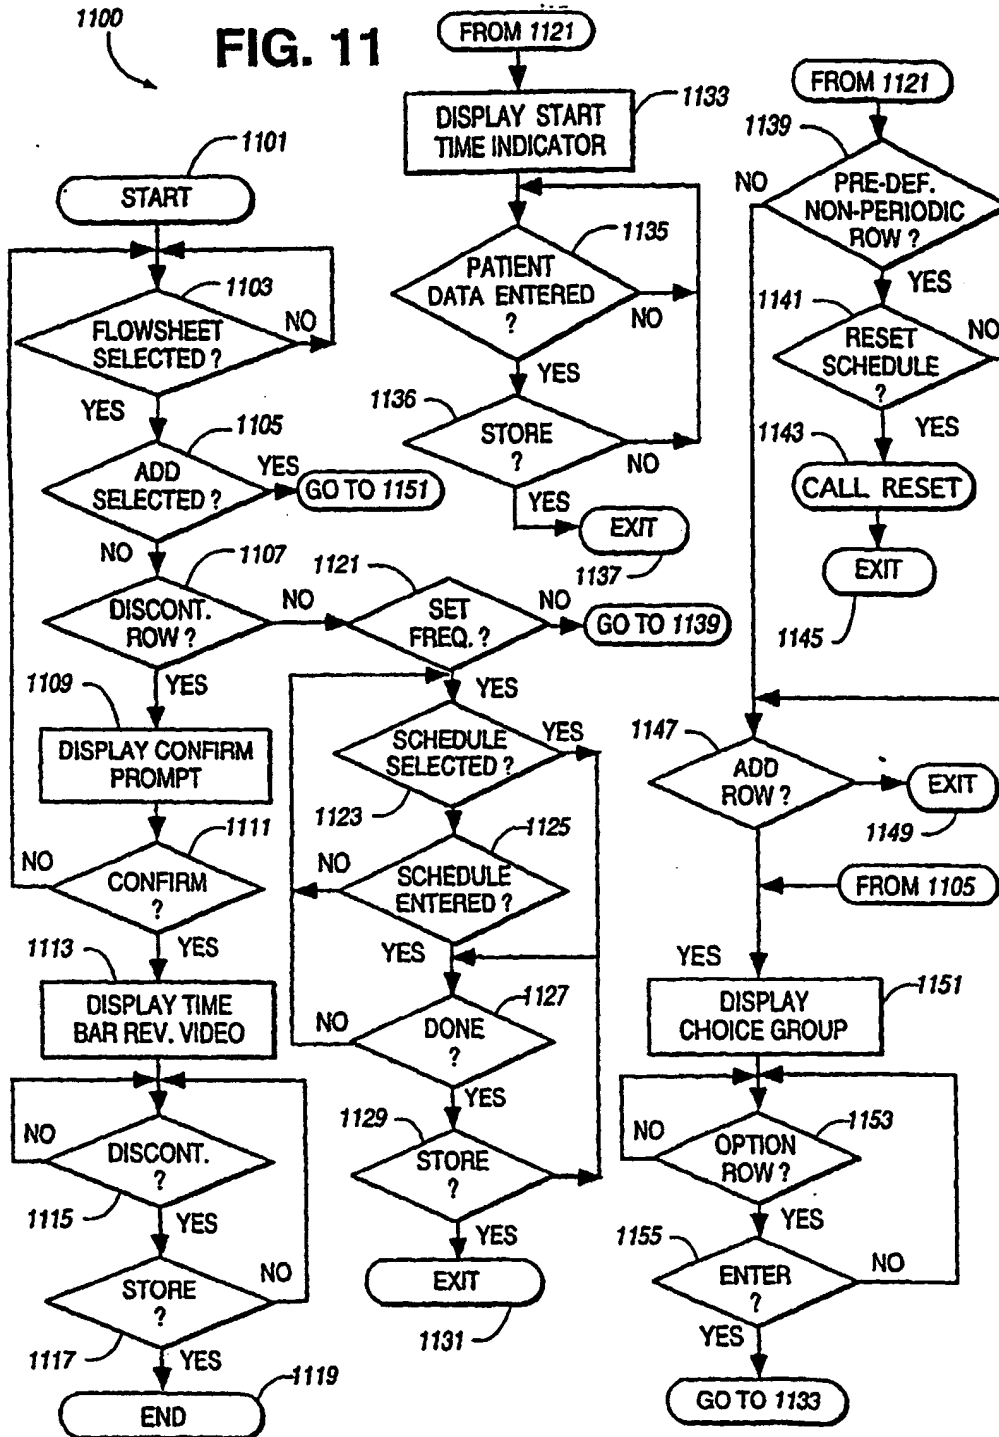 1100
FIG. 11
1101
START
1103
FLOWSHEET
SELECTED ?
NO
YES
1105
ADD
SELECTED ?
YES
GO TO 1151
NO
1107
DISCONT.
ROW ?
NO
YES
1109
DISPLAY CONFIRM
PROMPT
1111
NO
CONFIRM
?
YES
1113
DISPLAY TIME
BAR REV. VIDEO
NO
DISCONT.
?
1115
YES
STORE
?
NO
1117
YES
1119
END
FROM 1121
1133
DISPLAY START
TIME INDICATOR
1135
PATIENT
DATA ENTERED
?
NO
YES
1136
STORE
?
NO
YES
EXIT
1137
1121
SET
FREQ. ?
NO
GO TO 1139
YES
SCHEDULE
SELECTED ?
YES
1123
1125
NO
SCHEDULE
ENTERED ?
YES
1127
NO
DONE
?
YES
1129
STORE
?
YES
EXIT
1131
FROM 1121
1139
NO
PRE-DEF.
NON-PERIODIC
ROW ?
YES
1141
NO
RESET
SCHEDULE
?
YES
1143
CALL RESET
EXIT
1145
1147
ADD
ROW ?
EXIT
1149
FROM 1105
YES
1151
DISPLAY
CHOICE GROUP
1153
NO
OPTION
ROW ?
YES
1155
ENTER
?
NO
YES
GO TO 1133